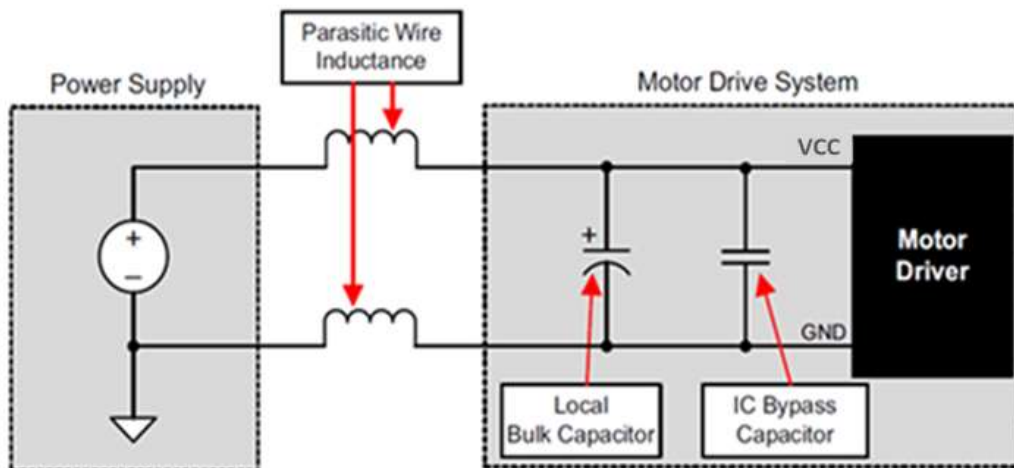 Parasitic Wire
Inductance
Power Supply
Motor Drive System
VCC
+
–
+
Motor
Driver
GND
Local
Bulk Capacitor
IC Bypass
Capacitor